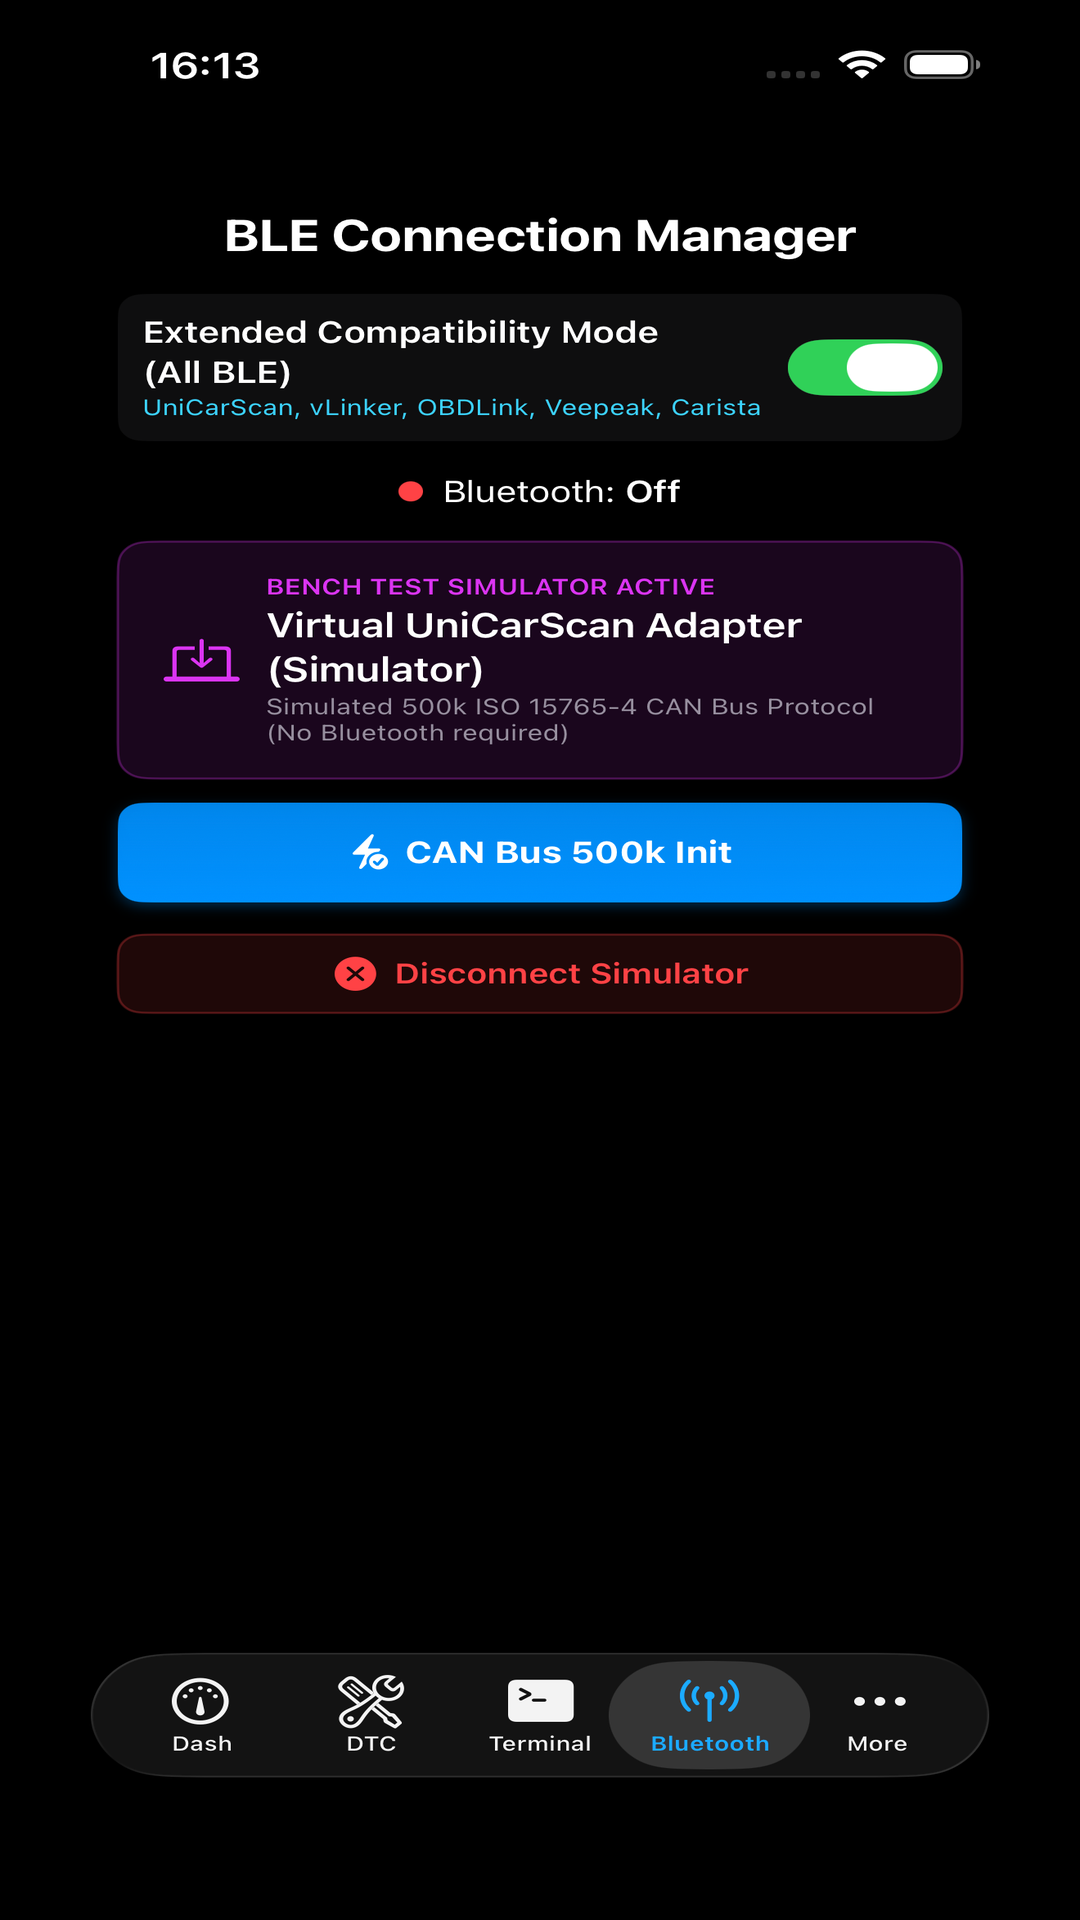 16:13
BLE Connection Manager
Extended Compatibility Mode
(All BLE)
UniCarScan, vLinker, OBDLink, Veepeak, Carista
Bluetooth: Off
BENCH TEST SIMULATOR ACTIVE
Virtual UniCarScan Adapter
(Simulator)
Simulated 500k ISO 15765-4 CAN Bus Protocol
(No Bluetooth required)
CAN Bus 500k Init
Disconnect Simulator
Dash
DTC
Terminal
Bluetooth
More